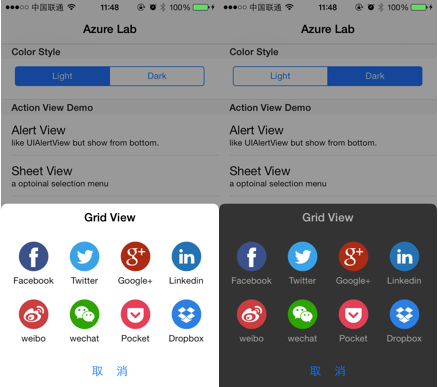 中国联通 11:48 100%
Azure Lab
Color Style
Light Dark
Action View Demo
Alert View
like UIAlertView but show from bottom.
Sheet View
a optoinal selection menu
Grid View
Facebook Twitter Google+ Linkedin
weibo wechat Pocket Dropbox
取 消
中国联通 11:48 100%
Azure Lab
Color Style
Light Dark
Action View Demo
Alert View
like UIAlertView but show from bottom.
Sheet View
a optoinal selection menu
Grid View
Facebook Twitter Google+ Linkedin
weibo wechat Pocket Dropbox
取 消